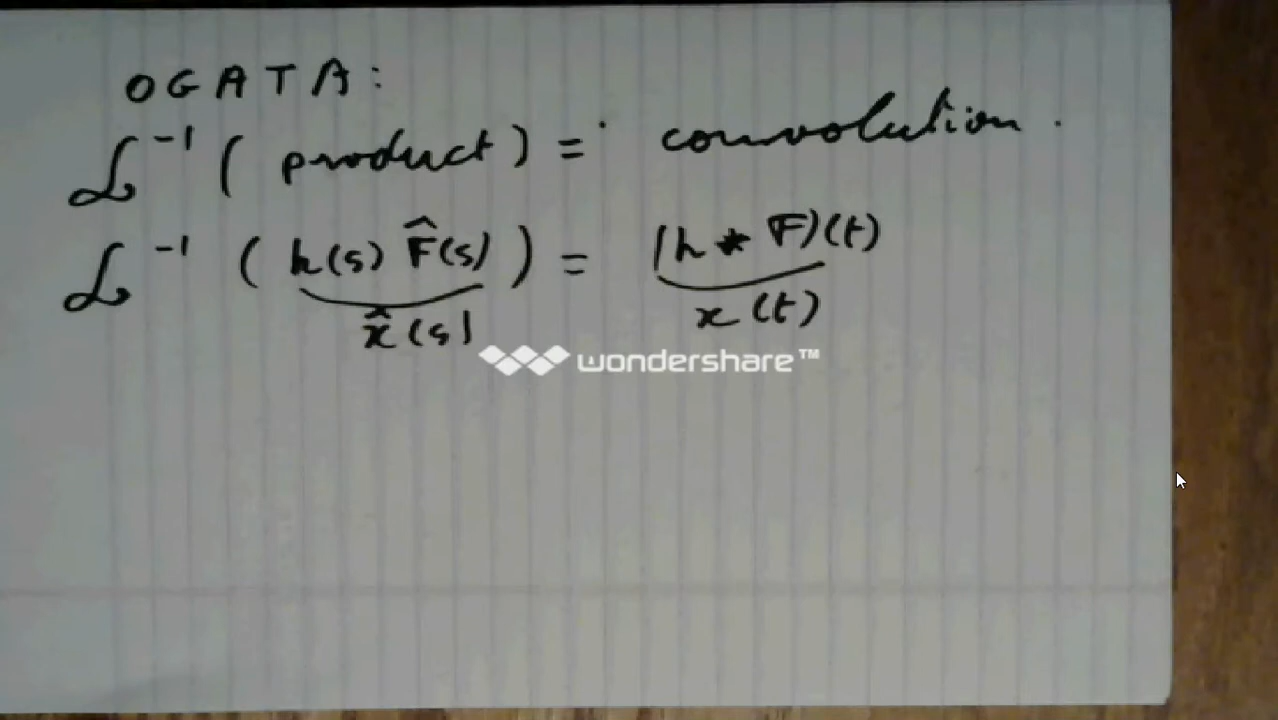 OGATA:
ℒ⁻¹ ( product ) = convolution.
ℒ⁻¹ ( h(s) F̂(s) ) = (h * F)(t)
x̂(s) x(t)
wondershare™